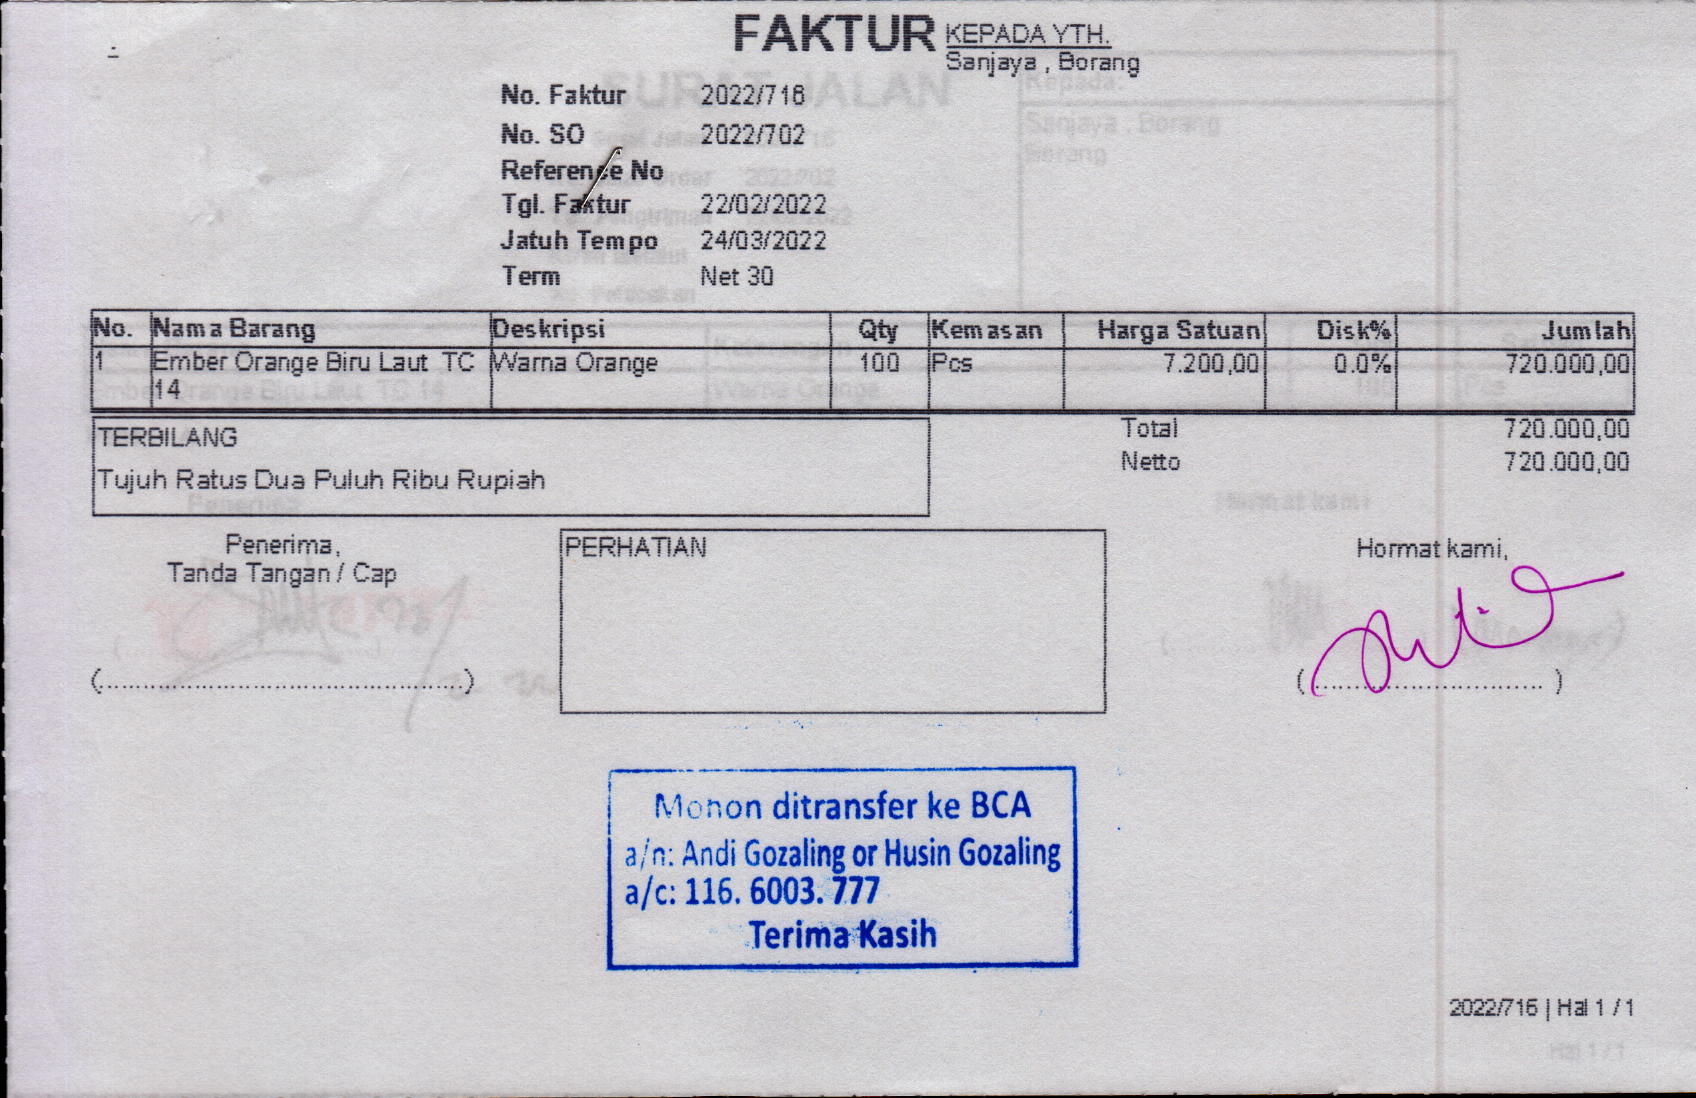 FAKTUR
KEPADA YTH.
Sanjaya , Borang
No. Faktur 2022/716
No. SO 2022/702
Reference No
Tgl. Faktur 22/02/2022
Jatuh Tempo 24/03/2022
Term Net 30
No. Nama Barang Deskripsi Qty Kemasan Harga Satuan Disk% Jumlah
1 Ember Orange Biru Laut TC Warna Orange 100 Pcs 7.200,00 0.0% 720.000,00
14
Total 720.000,00
Netto 720.000,00
TERBILANG
Tujuh Ratus Dua Puluh Ribu Rupiah
Penerima,
Tanda Tangan / Cap
(................................................)
PERHATIAN
Hormat kami,
(.............................. )
Mohon ditransfer ke BCA
a/n: Andi Gozaling or Husin Gozaling
a/c: 116. 6003. 777
Terima Kasih
2022/716 | Hal 1 / 1